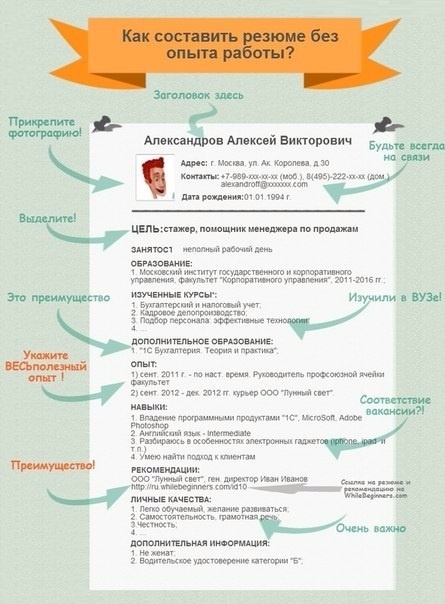 Как составить резюме без
опыта работы?
Заголовок здесь
Прикрепите
фотографию!
Александров Алексей Викторович
Будьте всегда
на связи
Адрес: г. Москва, ул. Ак. Королева, д.30
Контакты: +7-989-xxx-xx-xx (моб.), 8(495)-222-xx-xx (дом.)
alexandroff@xxxxxxx.com
Дата рождения:01.01.1994 г.
Выделите!
ЦЕЛЬ:стажер, помощник менеджера по продажам
ЗАНЯТОСТ неполный рабочий день
ОБРАЗОВАНИЕ:
1. Московский институт государственного и корпоративного
управления, факультет "Корпоративного управления", 2011-2016 гг.;
Это преимущество
Изучили в ВУЗе!
ИЗУЧЕННЫЕ КУРСЫ*:
1. Бухгалтерский и налоговый учет;
2. Кадровое делопроизводство;
3. Подбор персонала: эффективные технологии;
4. ...
ДОПОЛНИТЕЛЬНОЕ ОБРАЗОВАНИЕ:
1. "1С Бухгалтерия. Теория и практика";
Укажите
ВЕСЬполезный
опыт !
ОПЫТ:
1) сент. 2011 г. - по наст. время. Руководитель профсоюзной ячейки
факультет
2) сент. 2012 - дек. 2012 гг. курьер ООО "Лунный свет".
Соответствие
вакансии?!
НАВЫКИ:
1. Владение программными продуктами "1С", MicroSoft, Adobe
Photoshop
2. Английский язык - Intermediate
3. Разбираюсь в особенностях электронных гаджетов (iphone, ipad и
т.п.)
4. Умею найти подход к клиентам
Преимущество!
РЕКОМЕНДАЦИИ:
ООО "Лунный свет", ген. директор Иван Иванов
http://ru.whilebeginners.com/id10
Ссылка на резюме и
рекомендацию на
WhileBeginners.com
ЛИЧНЫЕ КАЧЕСТВА:
1. Легко обучаемый, желание развиваться;
2. Самостоятельность, грамотная речь;
3.Честность;
4. ...
Очень важно
ДОПОЛНИТЕЛЬНАЯ ИНФОРМАЦИЯ:
1. Не женат;
2. Водительское удостоверение категории "Б";